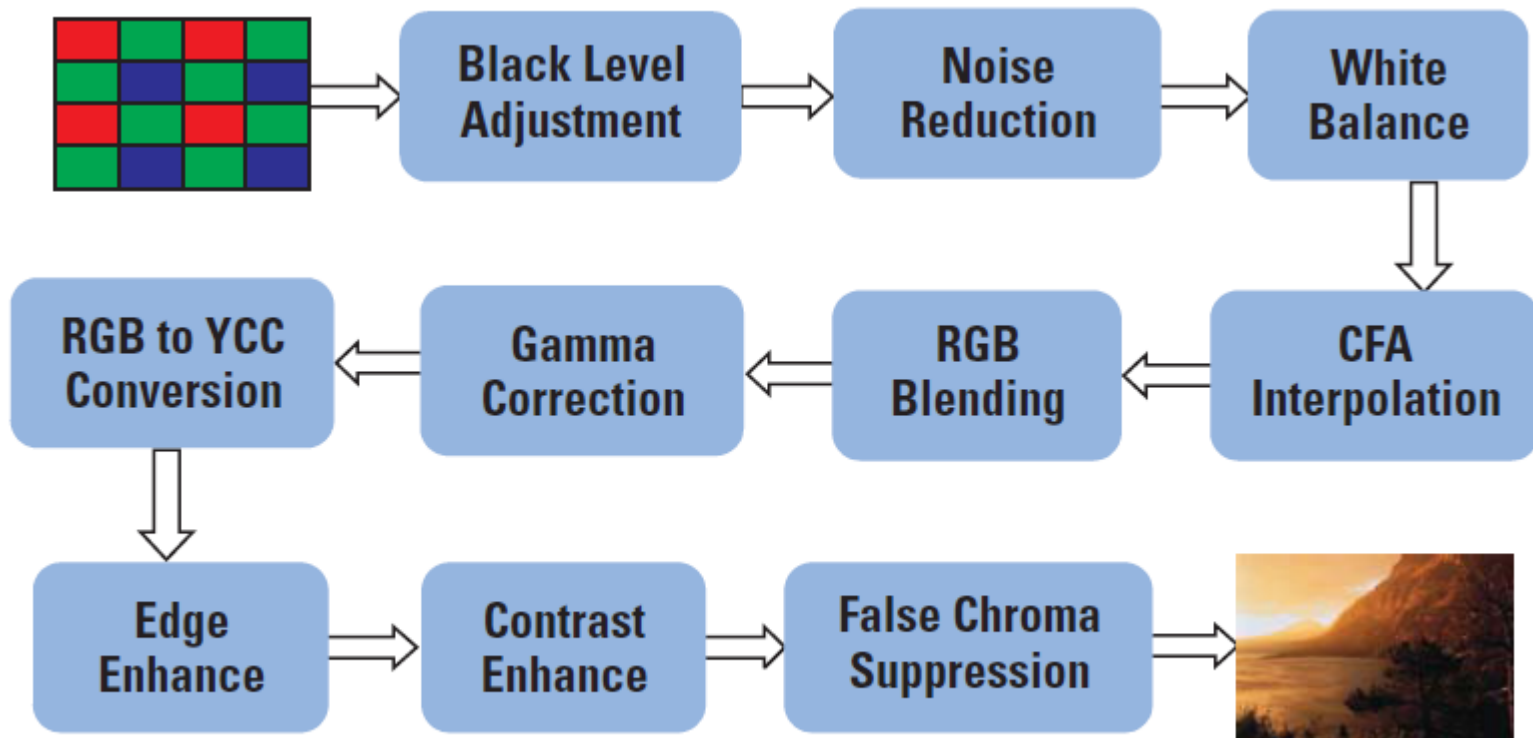 Black Level
Adjustment
Noise
Reduction
White
Balance
RGB to YCC
Conversion
Gamma
Correction
RGB
Blending
CFA
Interpolation
Edge
Enhance
Contrast
Enhance
False Chroma
Suppression